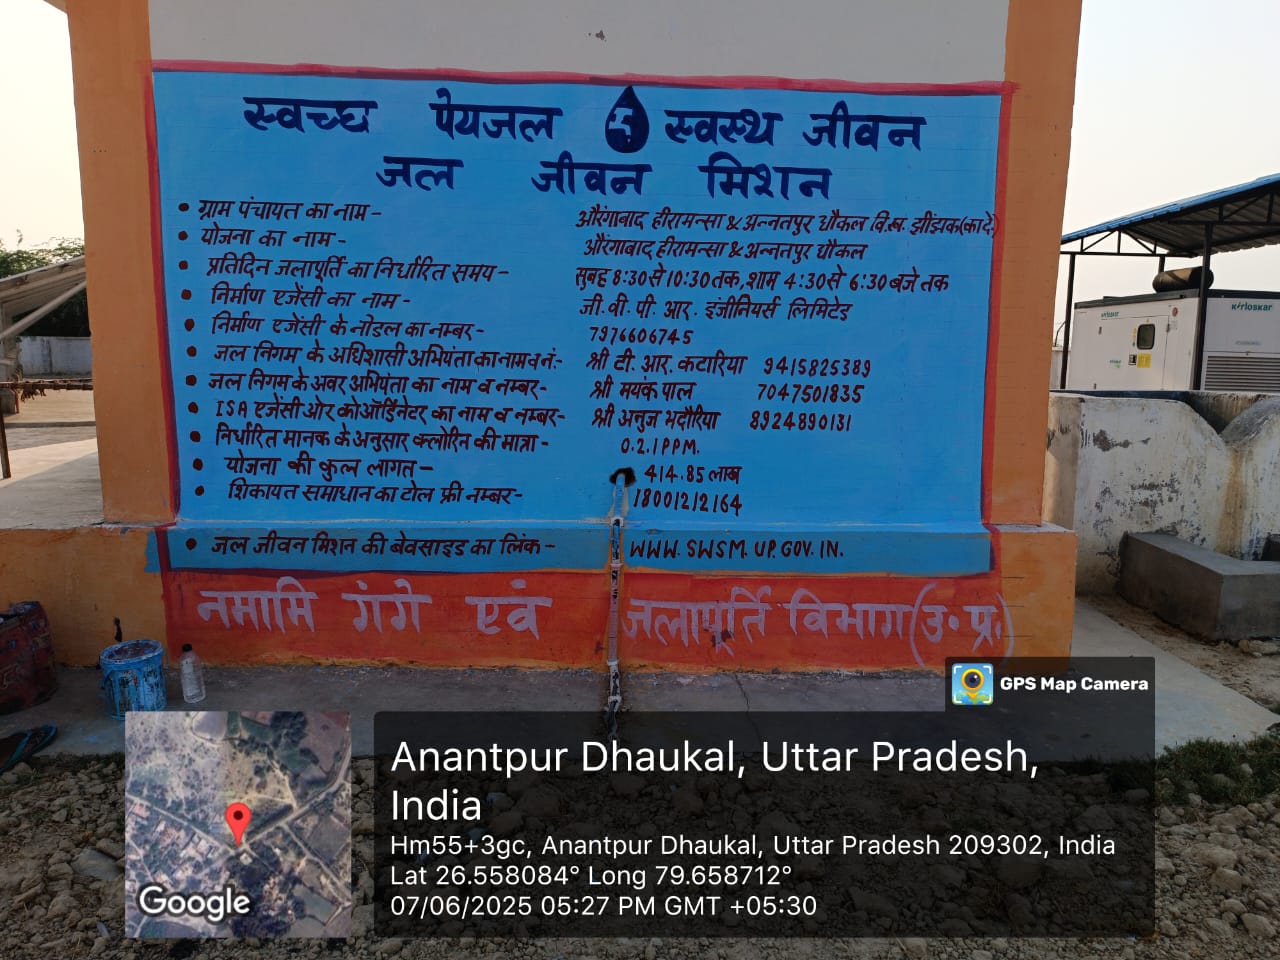 स्वच्छ पेयजल स्वस्थ जीवन
जल जीवन मिशन
• ग्राम पंचायत का नाम - औरंगाबाद हीरामन्सा & अन्नतपुर धौकल वि.ख. झींझक(का.दे.)
• योजना का नाम - औरंगाबाद हीरामन्सा & अन्नतपुर धौकल
• प्रतिदिन जलापूर्ति का निर्धारित समय - सुबह 8:30 से 10:30 तक, शाम 4:30 से 6:30 बजे तक
• निर्माण एजेंसी का नाम - जी. वी. पी. आर. इंजीनियर्स लिमिटेड
• निर्माण एजेंसी के नोडल का नम्बर - 7976606745
• जल निगम के अधिशासी अभियंता का नाम व नं:- श्री टी. आर. कटारिया 9415825389
• जल निगम के अवर अभियंता का नाम व नम्बर- श्री मयंक पाल 7047501835
• ISA एजेंसी ओर कोऑर्डिनेटर का नाम व नम्बर- श्री अनुज भदौरिया 8924890131
• निर्धारित मानक के अनुसार क्लोरिन की मात्रा - 0.2.1PPM.
• योजना की कुल लागत - 414.85 लाख
• शिकायत समाधान का टोल फ्री नम्बर- 18001212164
• जल जीवन मिशन की बेवसाइड का लिंक - WWW.SWSM.UP.GOV.IN.
नमामि गंगे एवं जलापूर्ति विभाग (उ॰प्र.)
Kirloskar
Kirloskar
GPS Map Camera
Anantpur Dhaukal, Uttar Pradesh,
India
Hm55+3gc, Anantpur Dhaukal, Uttar Pradesh 209302, India
Lat 26.558084° Long 79.658712°
07/06/2025 05:27 PM GMT +05:30
Google